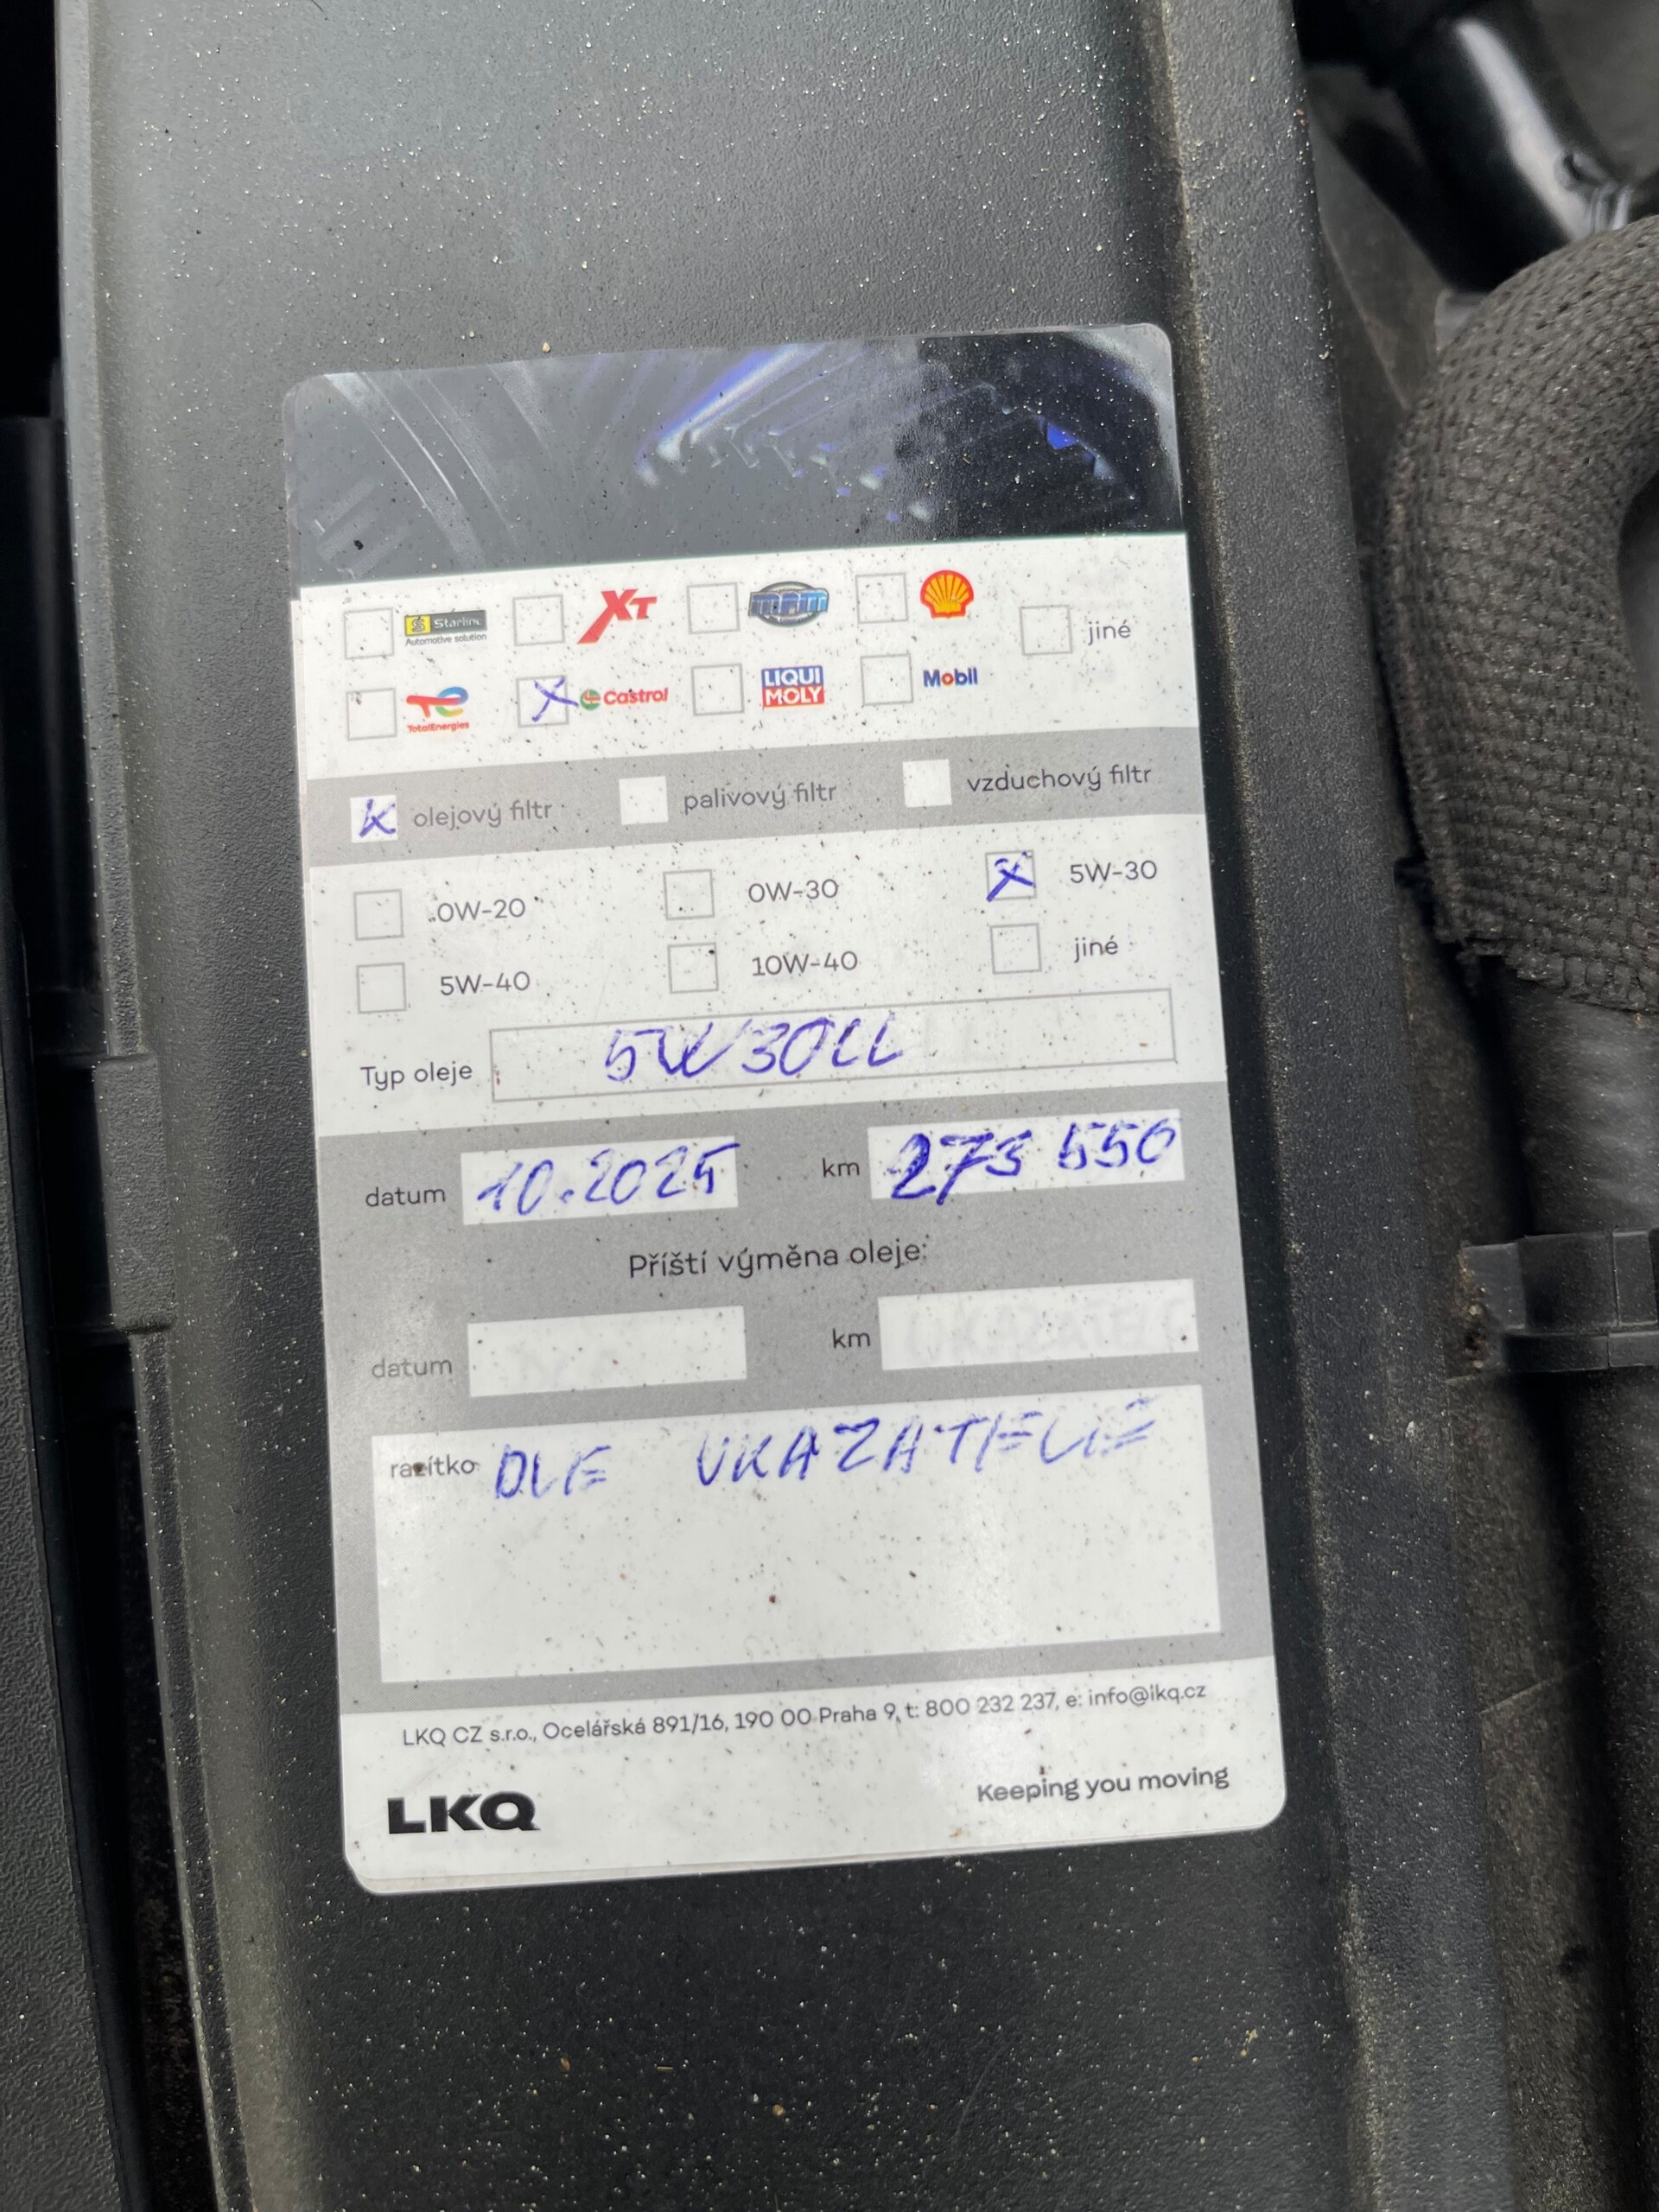 Starline XT mpm jiné
Automotive solution
TotalEnergies Castrol LIQUI MOLY Mobil
olejový filtr palivový filtr vzduchový filtr
0W-20 0W-30 5W-30
5W-40 10W-40 jiné
Typ oleje 5W30LL
datum 10.2025 km 273 550
Příští výměna oleje:
datum km
razítko DLE UKAZATELE
LKQ CZ s.r.o., Ocelářská 891/16, 190 00 Praha 9, t: 800 232 237, e: info@lkq.cz
Keeping you moving
LKQ